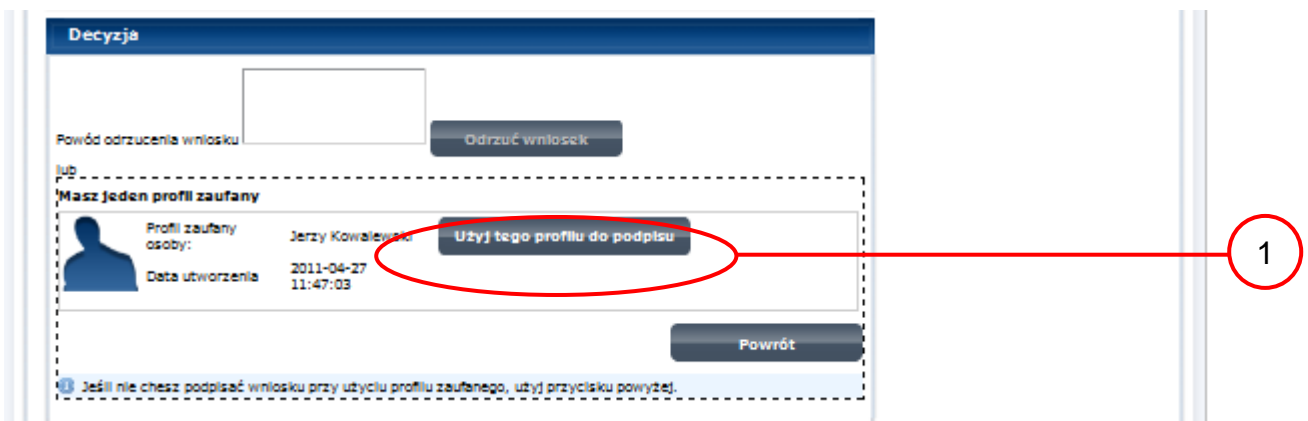 Decyzja
Powód odrzucenia wniosku
Odrzuć wniosek
lub
Masz jeden profil zaufany
Profil zaufany osoby:
Jerzy Kowalewski
Użyj tego profilu do podpisu
1
Data utworzenia
2011-04-27
11:47:03
Powrót
Jeśli nie chesz podpisać wniosku przy użyciu profilu zaufanego, użyj przycisku powyżej.